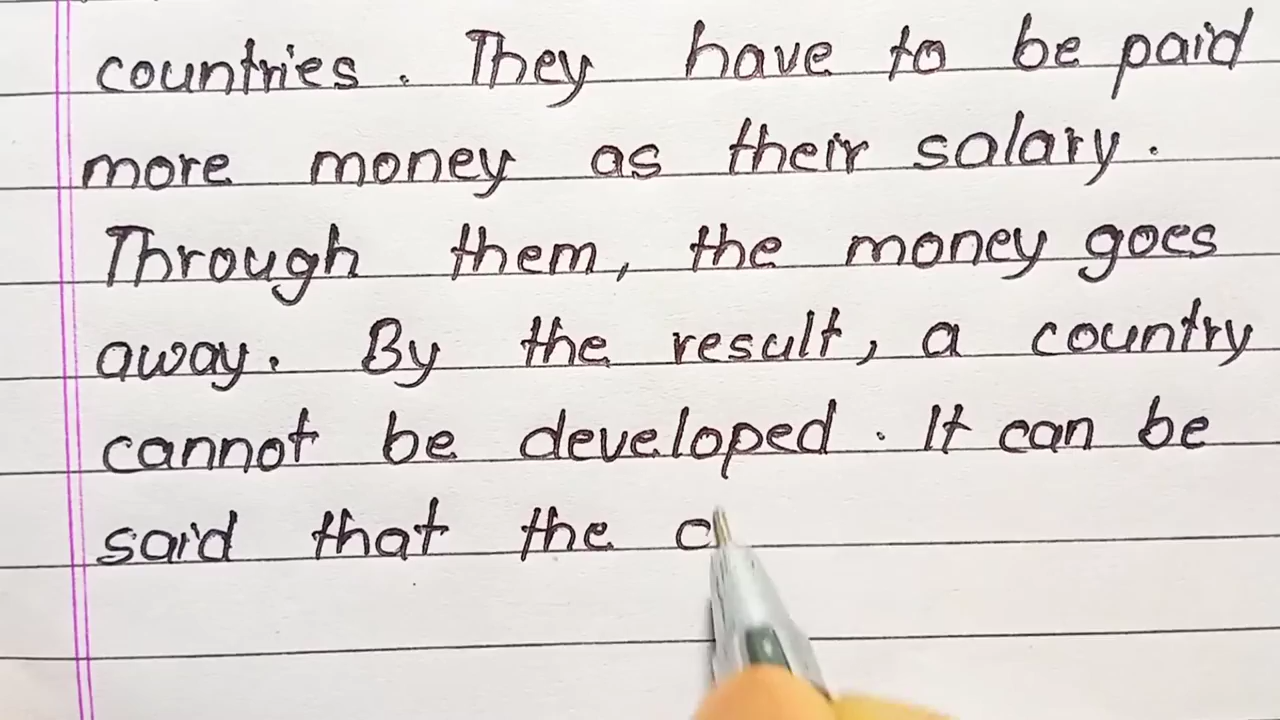 countries. They have to be paid
more money as their salary.
Through them, the money goes
away. By the result, a country
cannot be developed. It can be
said that the